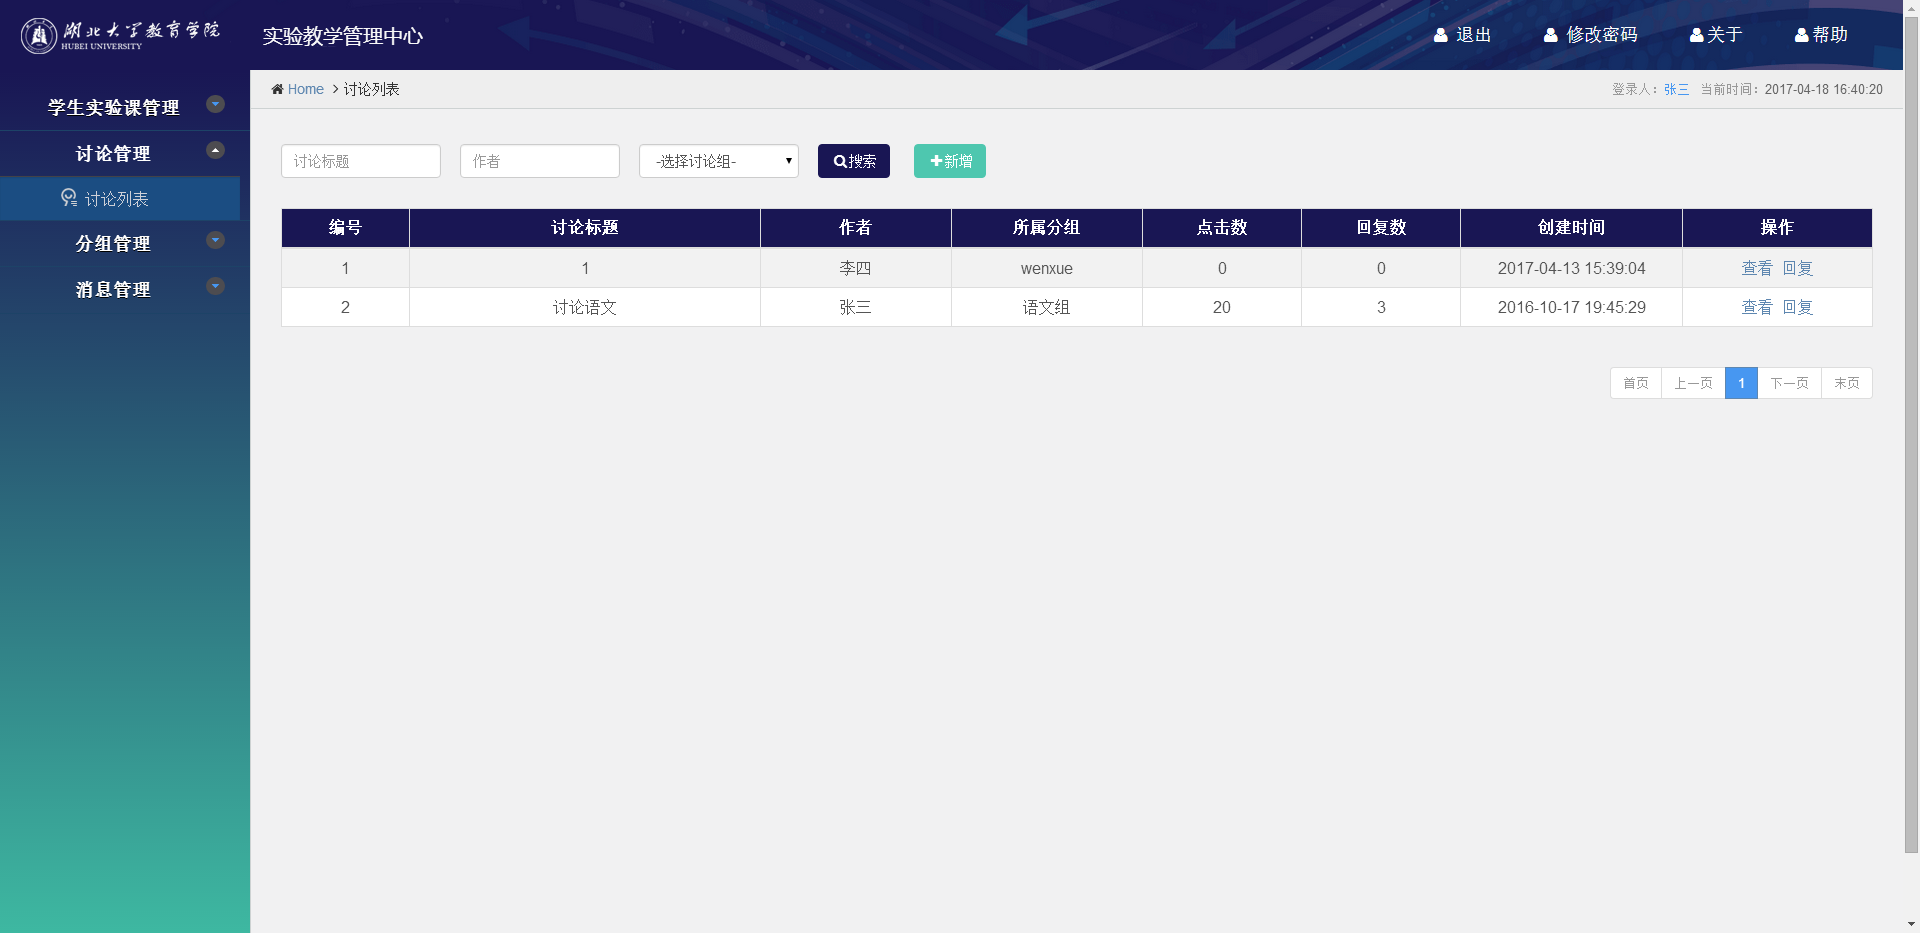 湖北大学教育学院
HUBEI UNIVERSITY
实验教学管理中心
退出 修改密码 关于 帮助
学生实验课管理
讨论管理
讨论列表
分组管理
消息管理
Home > 讨论列表
登录人：张三 当前时间：2017-04-18 16:40:20
讨论标题 作者 -选择讨论组- 搜索 新增
编号 讨论标题 作者 所属分组 点击数 回复数 创建时间 操作
1 1 李四 wenxue 0 0 2017-04-13 15:39:04 查看 回复
2 讨论语文 张三 语文组 20 3 2016-10-17 19:45:29 查看 回复
首页 上一页 1 下一页 末页